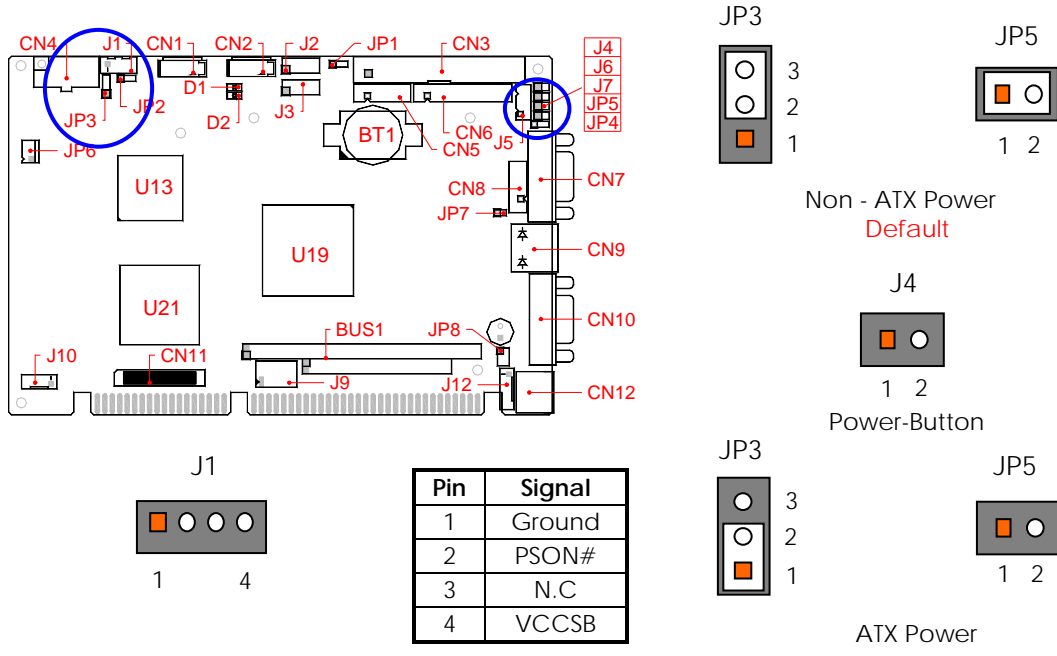 CN4 J1 CN1 CN2 J2 JP1 CN3
J4
J6
J7
JP5
JP4
D1
D2
JP2
JP3
J3
BT1
CN6
CN5
J5
JP6
U13
CN8
CN7
JP7
U19
CN9
U21
BUS1
JP8
CN10
J10
CN11
J9
J12
CN12
JP3
3
2
1
JP5
1 2
Non - ATX Power
Default
J4
1 2
Power-Button
J1
1 4
Pin Signal
1 Ground
2 PSON#
3 N.C
4 VCCSB
JP3
3
2
1
JP5
1 2
ATX Power